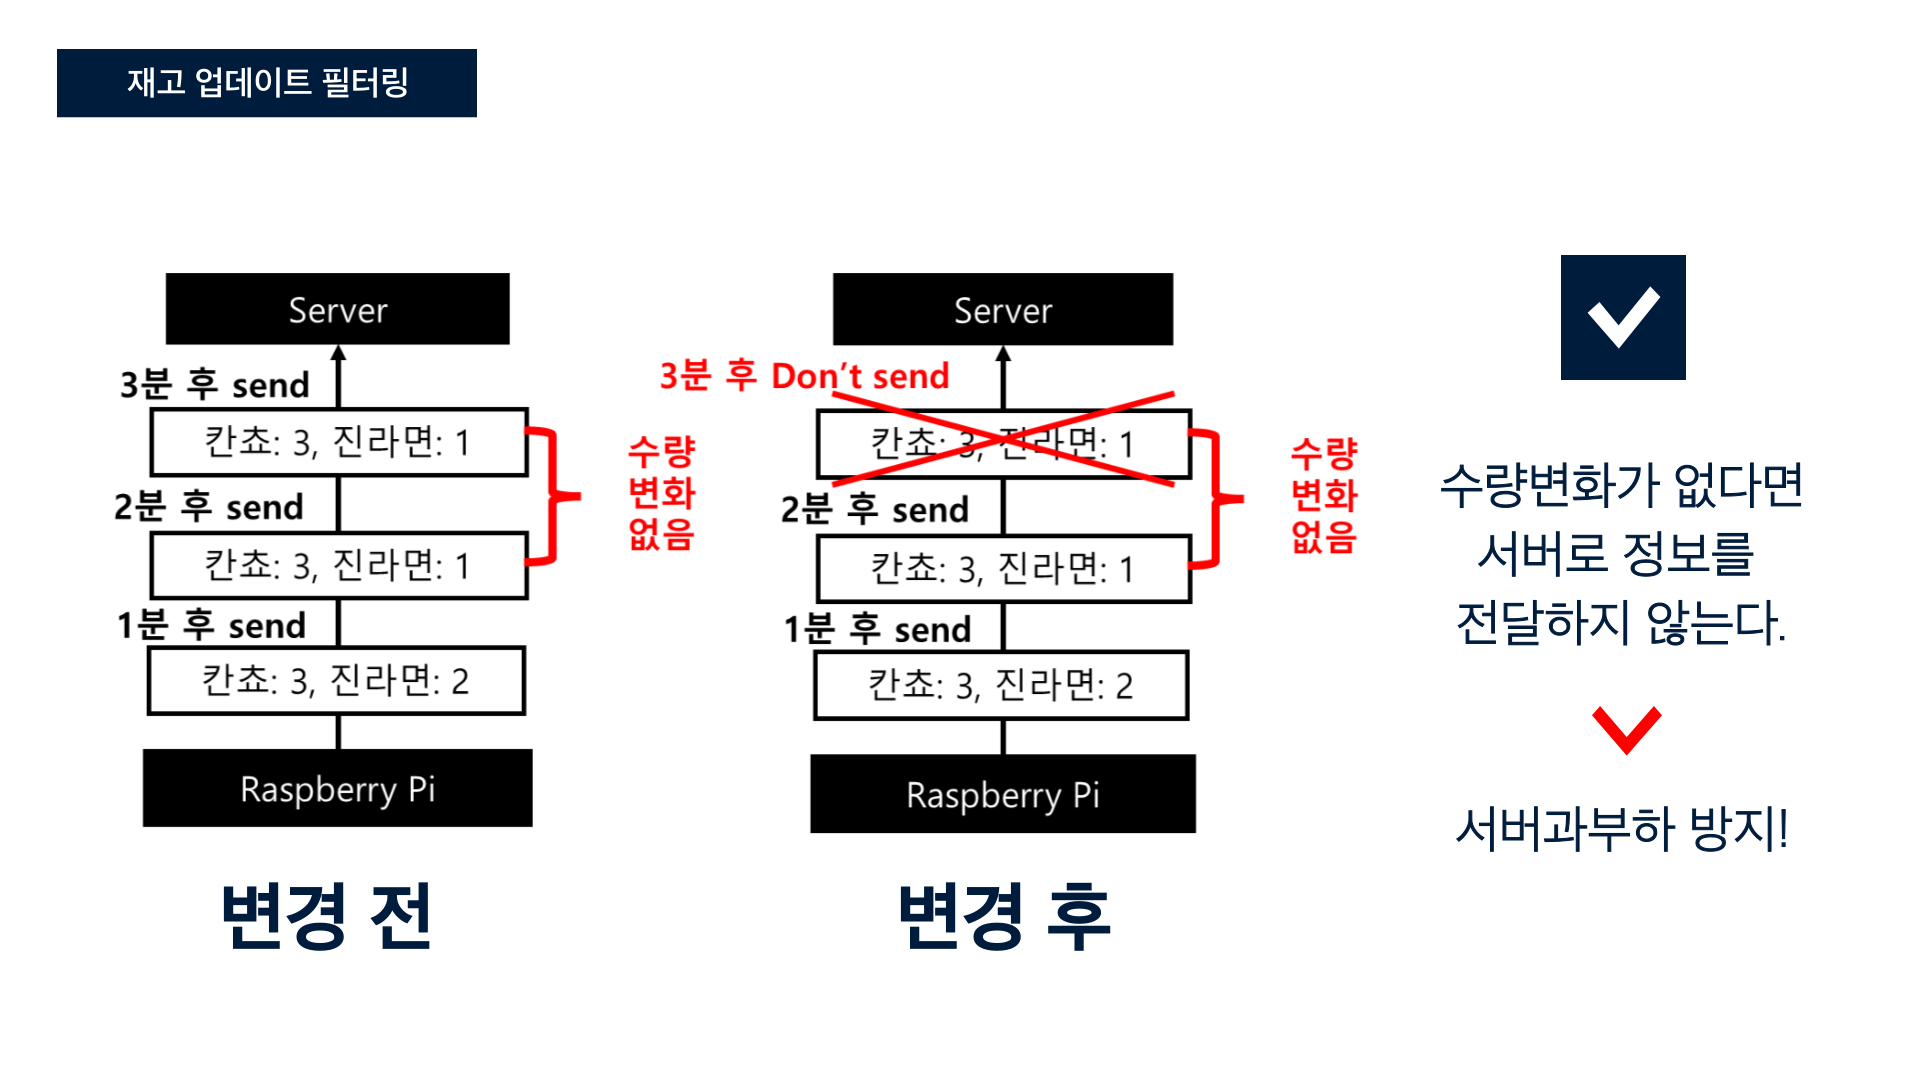 재고 업데이트 필터링
Server
3분 후 send
칸쵸: 3, 진라면: 1
2분 후 send
칸쵸: 3, 진라면: 1
1분 후 send
칸쵸: 3, 진라면: 2
Raspberry Pi
수량
변화
없음
변경 전
Server
3분 후 Don't send
칸쵸: 3, 진라면: 1
2분 후 send
칸쵸: 3, 진라면: 1
1분 후 send
칸쵸: 3, 진라면: 2
Raspberry Pi
수량
변화
없음
변경 후
수량변화가 없다면
서버로 정보를
전달하지 않는다.
서버과부하 방지!